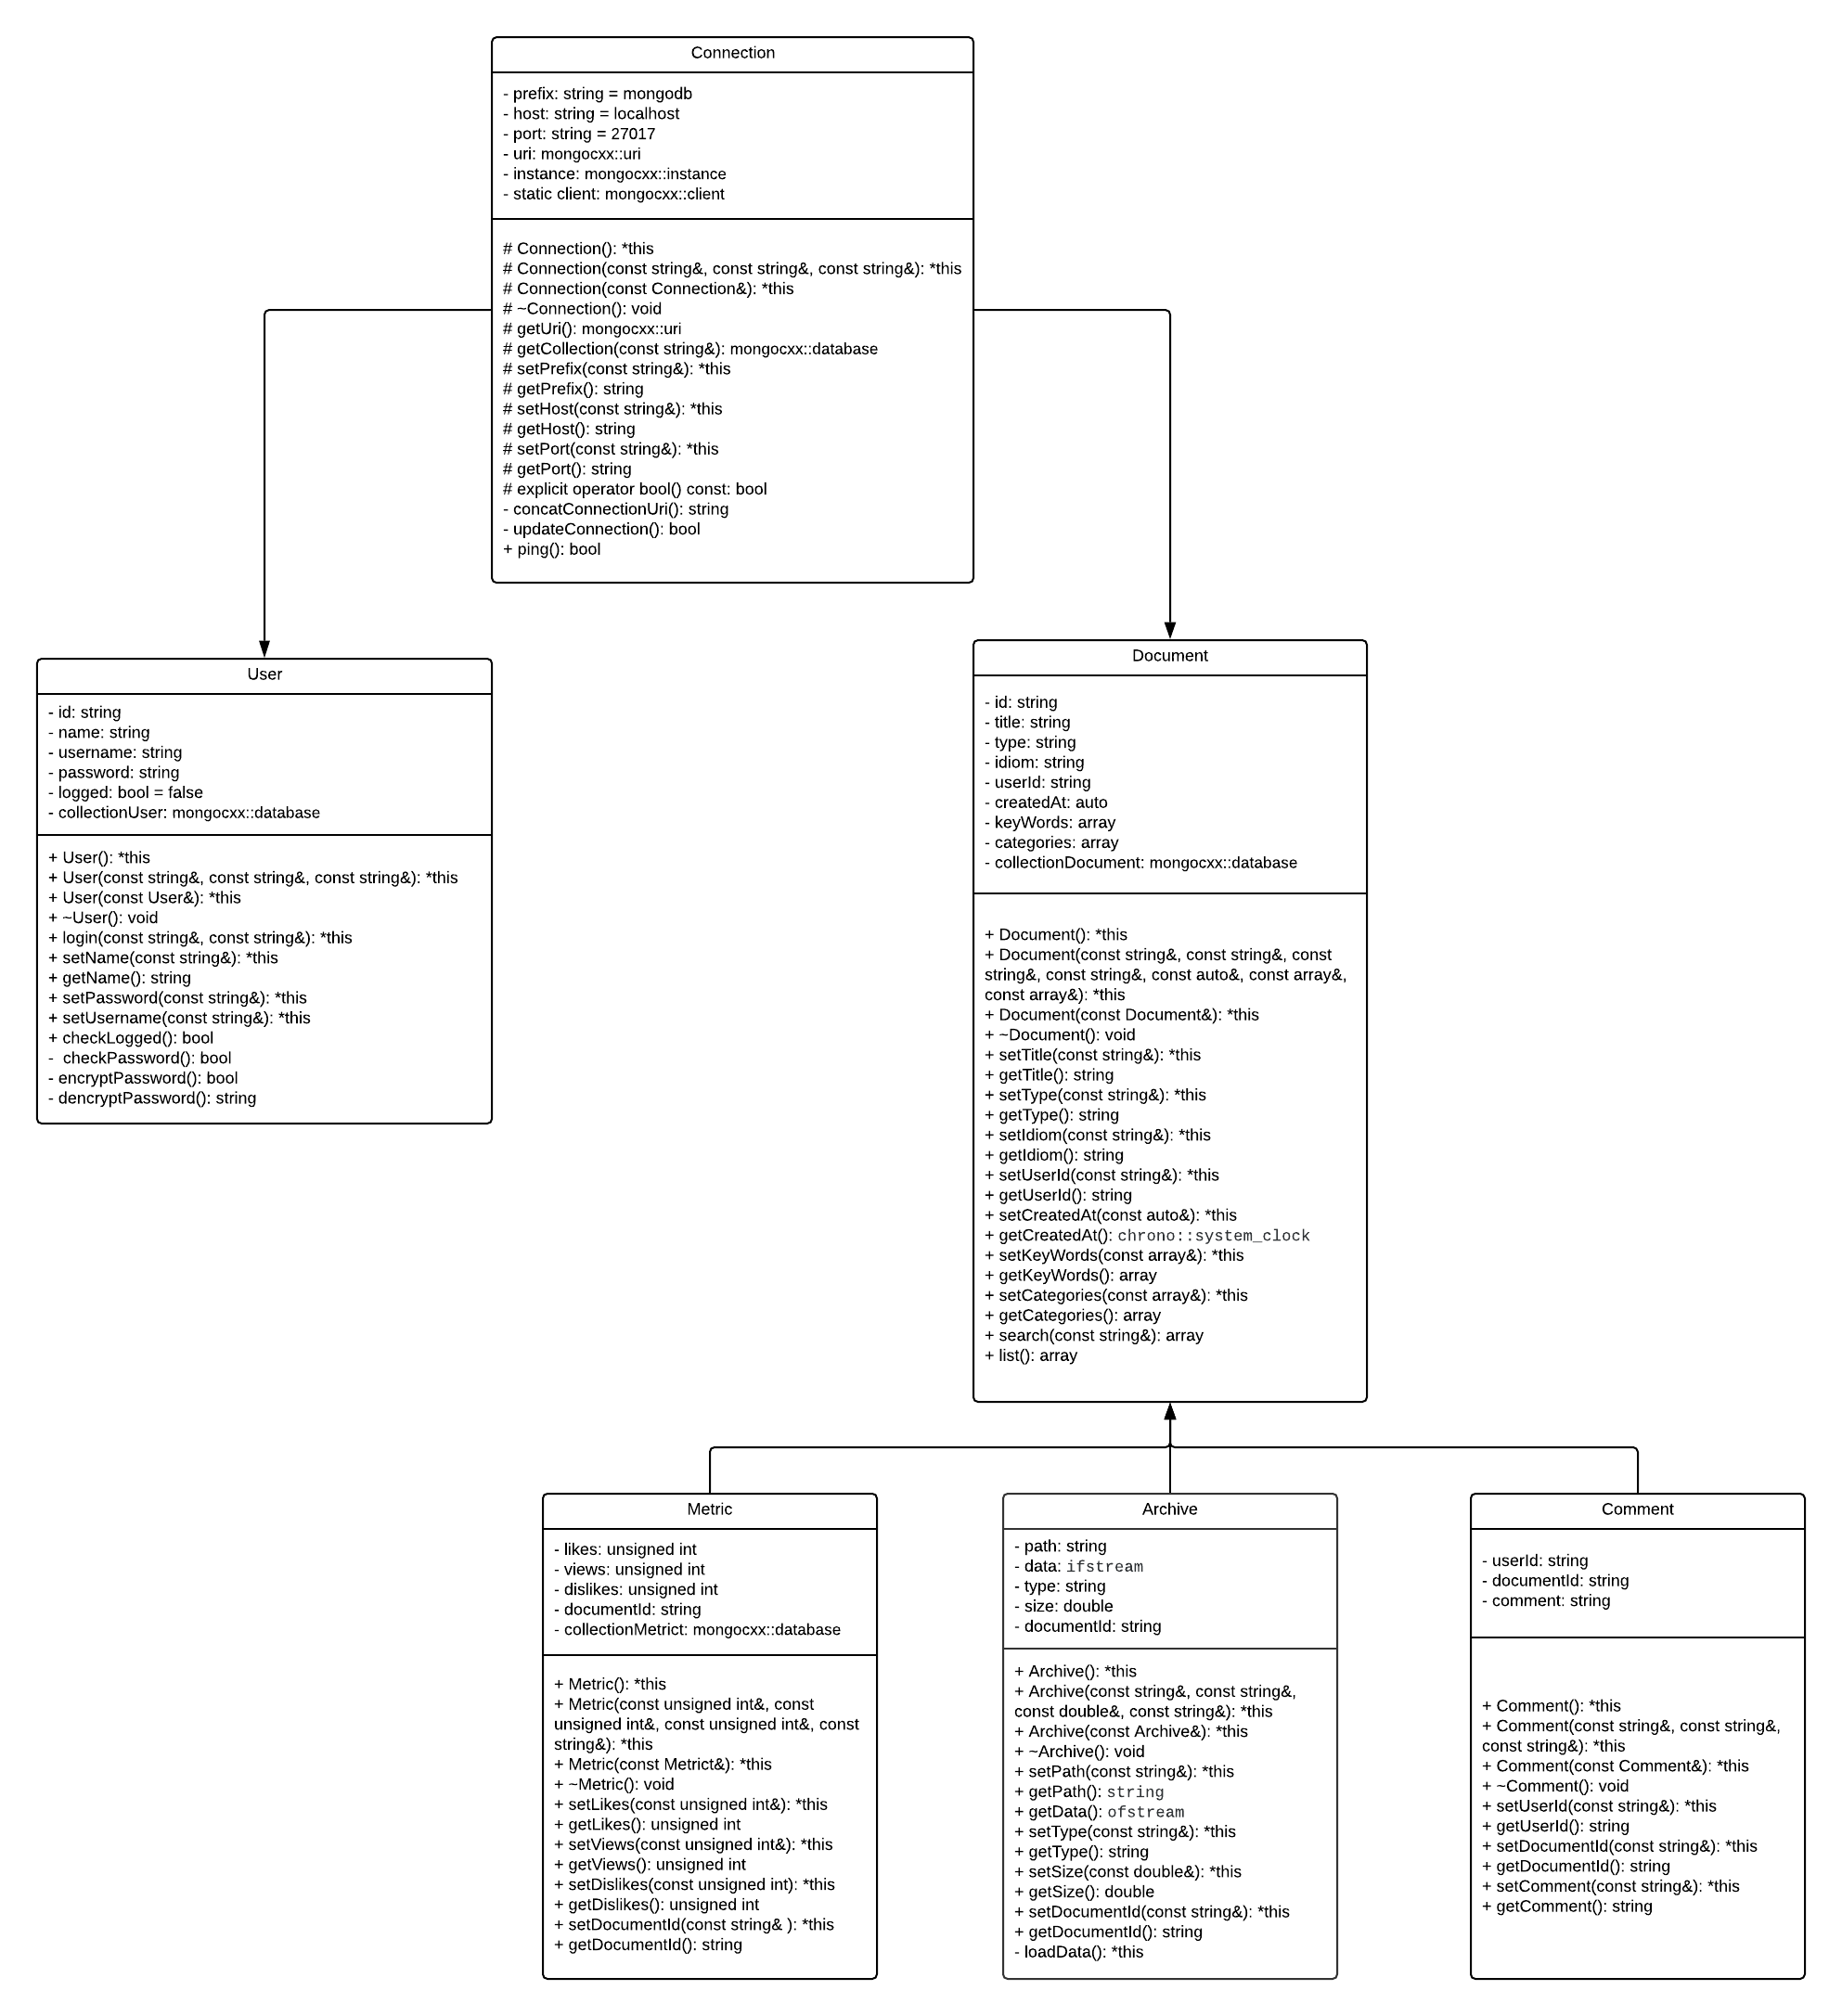 Connection
- prefix: string = mongodb
- host: string = localhost
- port: string = 27017
- uri: mongocxx::uri
- instance: mongocxx::instance
- static client: mongocxx::client
# Connection(): *this
# Connection(const string&, const string&, const string&): *this
# Connection(const Connection&): *this
# ~Connection(): void
# getUri(): mongocxx::uri
# getCollection(const string&): mongocxx::database
# setPrefix(const string&): *this
# getPrefix(): string
# setHost(const string&): *this
# getHost(): string
# setPort(const string&): *this
# getPort(): string
# explicit operator bool() const: bool
- concatConnectionUri(): string
- updateConnection(): bool
+ ping(): bool
User
- id: string
- name: string
- username: string
- password: string
- logged: bool = false
- collectionUser: mongocxx::database
+ User(): *this
+ User(const string&, const string&, const string&): *this
+ User(const User&): *this
+ ~User(): void
+ login(const string&, const string&): *this
+ setName(const string&): *this
+ getName(): string
+ setPassword(const string&): *this
+ setUsername(const string&): *this
+ checkLogged(): bool
-  checkPassword(): bool
- encryptPassword(): bool
- dencryptPassword(): string
Document
- id: string
- title: string
- type: string
- idiom: string
- userId: string
- createdAt: auto
- keyWords: array
- categories: array
- collectionDocument: mongocxx::database
+ Document(): *this
+ Document(const string&, const string&, const
string&, const string&, const auto&, const array&,
const array&): *this
+ Document(const Document&): *this
+ ~Document(): void
+ setTitle(const string&): *this
+ getTitle(): string
+ setType(const string&): *this
+ getType(): string
+ setIdiom(const string&): *this
+ getIdiom(): string
+ setUserId(const string&): *this
+ getUserId(): string
+ setCreatedAt(const auto&): *this
+ getCreatedAt(): chrono::system_clock
+ setKeyWords(const array&): *this
+ getKeyWords(): array
+ setCategories(const array&): *this
+ getCategories(): array
+ search(const string&): array
+ list(): array
Metric
- likes: unsigned int
- views: unsigned int
- dislikes: unsigned int
- documentId: string
- collectionMetrict: mongocxx::database
+ Metric(): *this
+ Metric(const unsigned int&, const
unsigned int&, const unsigned int&, const
string&): *this
+ Metric(const Metrict&): *this
+ ~Metric(): void
+ setLikes(const unsigned int&): *this
+ getLikes(): unsigned int
+ setViews(const unsigned int&): *this
+ getViews(): unsigned int
+ setDislikes(const unsigned int): *this
+ getDislikes(): unsigned int
+ setDocumentId(const string& ): *this
+ getDocumentId(): string
Archive
- path: string
- data: ifstream
- type: string
- size: double
- documentId: string
+ Archive(): *this
+ Archive(const string&, const string&,
const double&, const string&): *this
+ Archive(const Archive&): *this
+ ~Archive(): void
+ setPath(const string&): *this
+ getPath(): string
+ getData(): ofstream
+ setType(const string&): *this
+ getType(): string
+ setSize(const double&): *this
+ getSize(): double
+ setDocumentId(const string&): *this
+ getDocumentId(): string
- loadData(): *this
Comment
- userId: string
- documentId: string
- comment: string
+ Comment(): *this
+ Comment(const string&, const string&,
const string&): *this
+ Comment(const Comment&): *this
+ ~Comment(): void
+ setUserId(const string&): *this
+ getUserId(): string
+ setDocumentId(const string&): *this
+ getDocumentId(): string
+ setComment(const string&): *this
+ getComment(): string